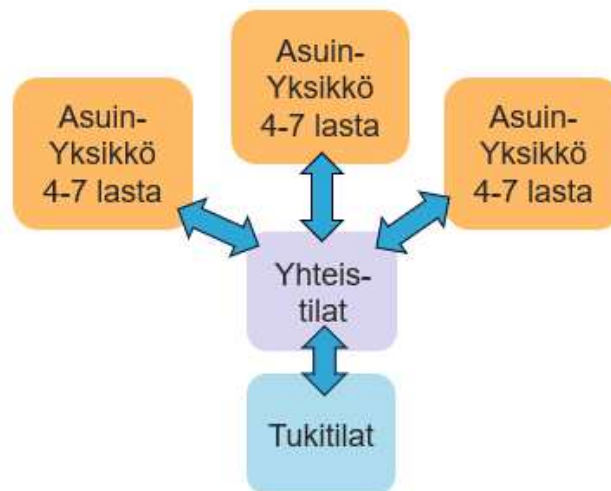 Asuin-
Yksikkö
4-7 lasta
Asuin-
Yksikkö
4-7 lasta
Asuin-
Yksikkö
4-7 lasta
Yhteis-
tilat
Tukitilat